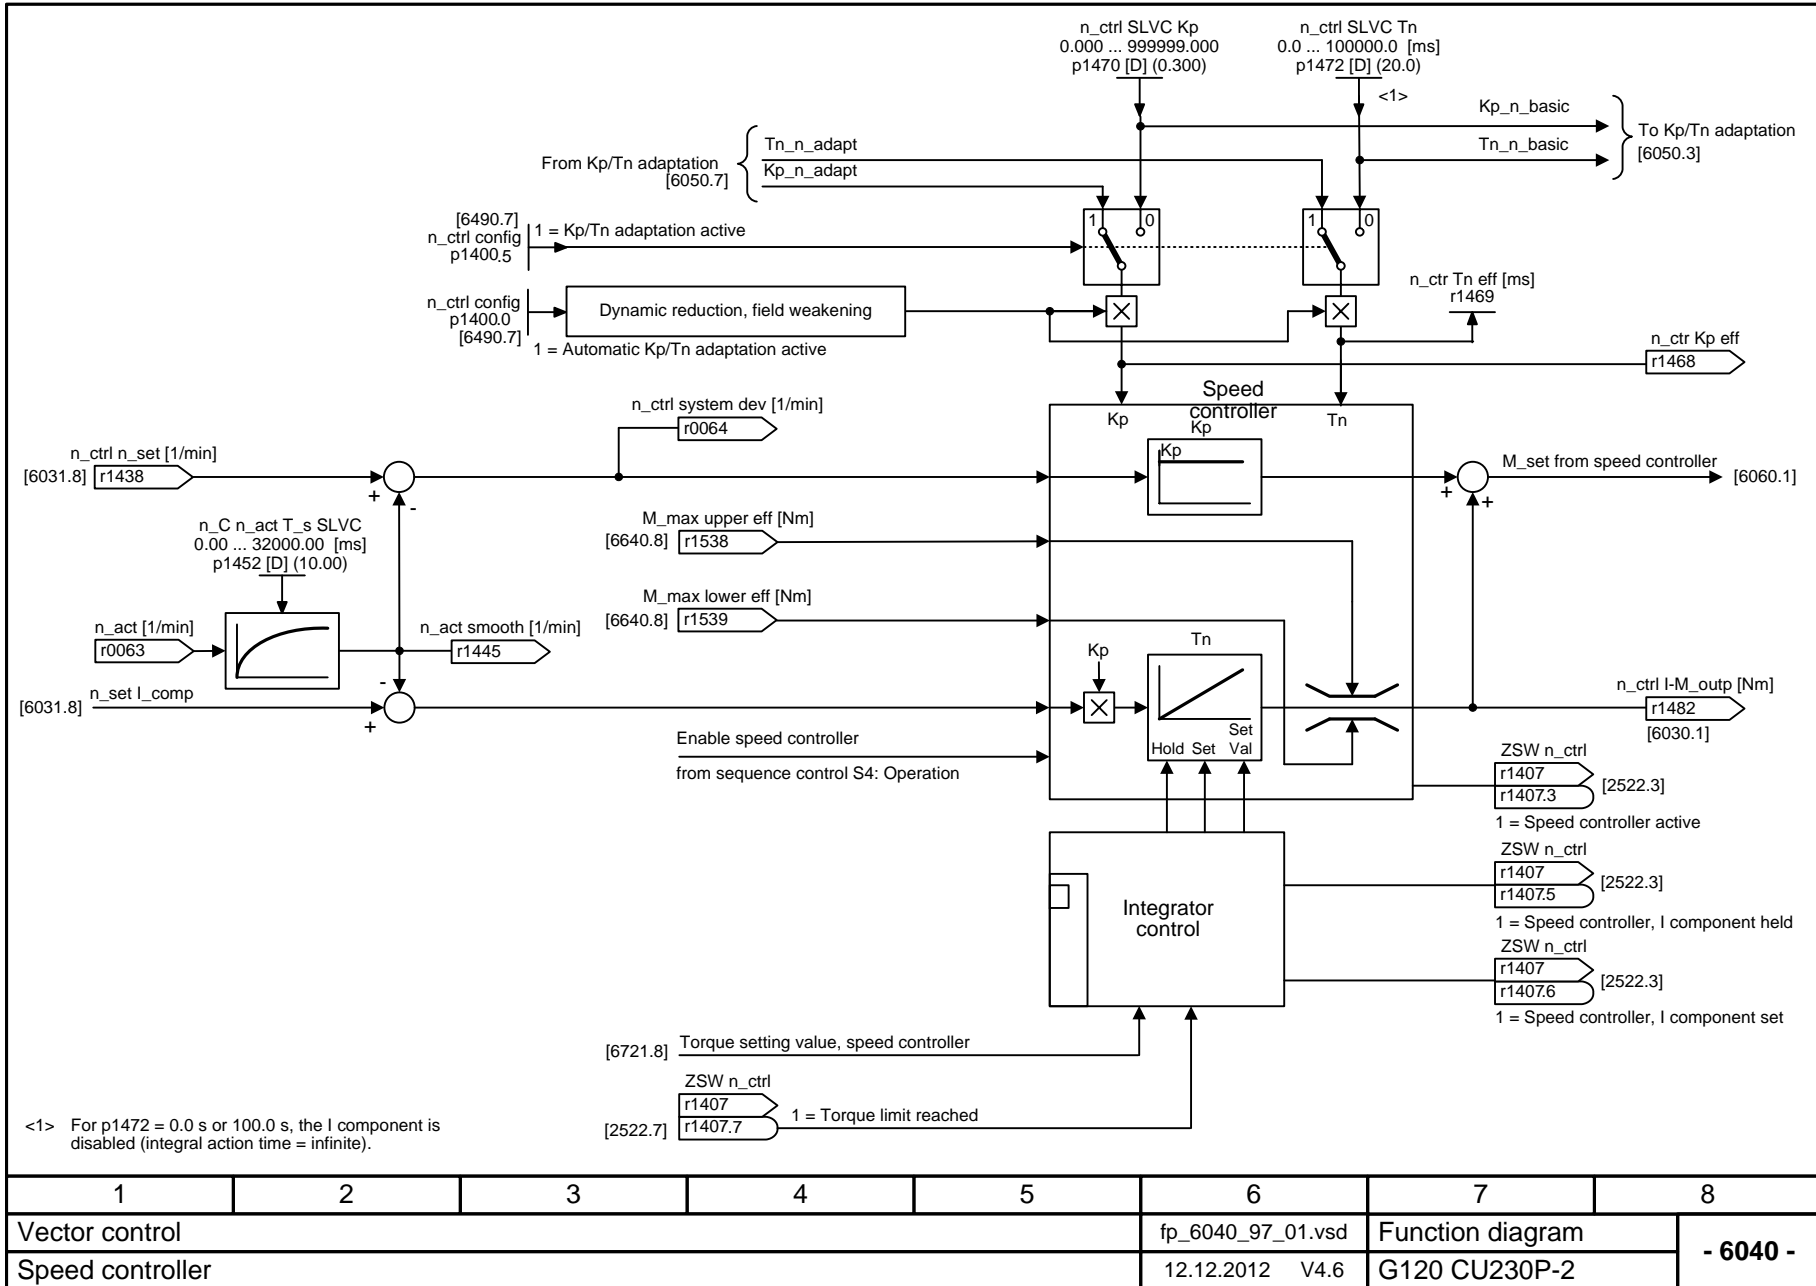 n_ctrl SLVC Kp
0.000 ... 999999.000
p1470 [D] (0.300)
n_ctrl SLVC Tn
0.0 ... 100000.0 [ms]
p1472 [D] (20.0)
<1>
Kp_n_basic
Tn_n_basic
To Kp/Tn adaptation
[6050.3]
From Kp/Tn adaptation
[6050.7]
Tn_n_adapt
Kp_n_adapt
[6490.7]
n_ctrl config
p1400.5
1 = Kp/Tn adaptation active
1
0
1
0
n_ctrl config
p1400.0
[6490.7]
Dynamic reduction, field weakening
1 = Automatic Kp/Tn adaptation active
n_ctr Tn eff [ms]
r1469
n_ctr Kp eff
r1468
n_ctrl system dev [1/min]
r0064
Speed
controller
Kp
Tn
Kp
Kp
n_ctrl n_set [1/min]
[6031.8] r1438
+
-
M_set from speed controller
[6060.1]
+
+
n_C n_act T_s SLVC
0.00 ... 32000.00 [ms]
p1452 [D] (10.00)
M_max upper eff [Nm]
[6640.8] r1538
M_max lower eff [Nm]
[6640.8] r1539
n_act [1/min]
r0063
n_act smooth [1/min]
r1445
-
+
[6031.8] n_set I_comp
Kp
Tn
Hold Set
Set
Val
n_ctrl I-M_outp [Nm]
r1482
[6030.1]
Enable speed controller
from sequence control S4: Operation
ZSW n_ctrl
r1407
r1407.3
[2522.3]
1 = Speed controller active
ZSW n_ctrl
r1407
r1407.5
[2522.3]
1 = Speed controller, I component held
ZSW n_ctrl
r1407
r1407.6
[2522.3]
1 = Speed controller, I component set
Integrator
control
[6721.8] Torque setting value, speed controller
ZSW n_ctrl
r1407
[2522.7] r1407.7
1 = Torque limit reached
<1> For p1472 = 0.0 s or 100.0 s, the I component is
disabled (integral action time = infinite).
1 2 3 4 5 6 7 8
Vector control
fp_6040_97_01.vsd
Function diagram
- 6040 -
Speed controller
12.12.2012 V4.6
G120 CU230P-2